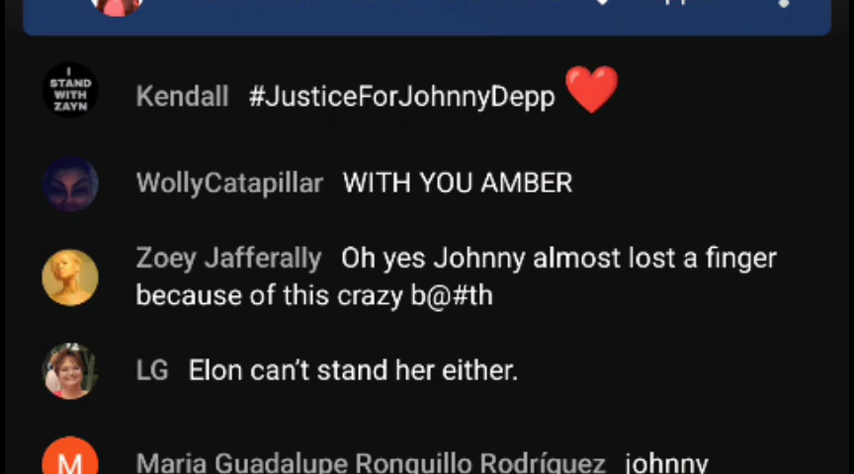 I
STAND
WITH
ZAYN
Kendall #JusticeForJohnnyDepp
WollyCatapillar WITH YOU AMBER
Zoey Jafferally Oh yes Johnny almost lost a finger
because of this crazy b@#th
LG Elon can't stand her either.
M
Maria Guadalupe Ronquillo Rodríguez johnny